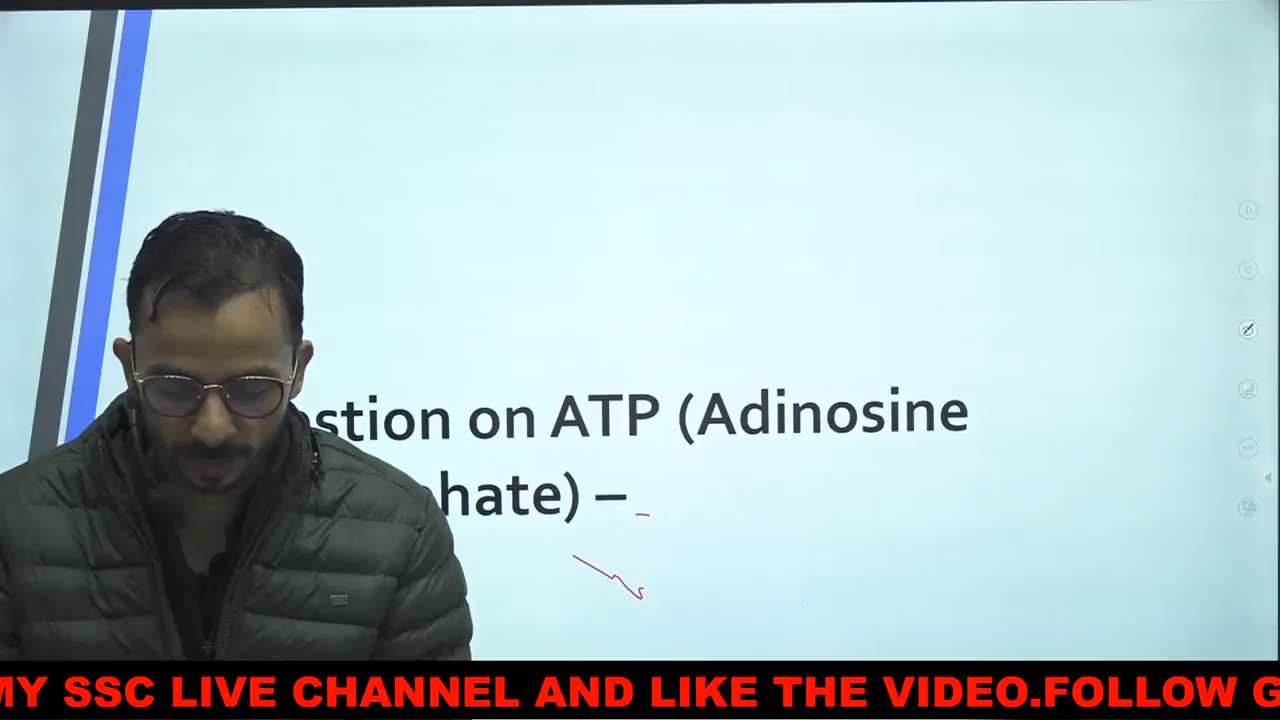 stion on ATP (Adinosine
hate) –
MY SSC LIVE CHANNEL AND LIKE THE VIDEO.FOLLOW G